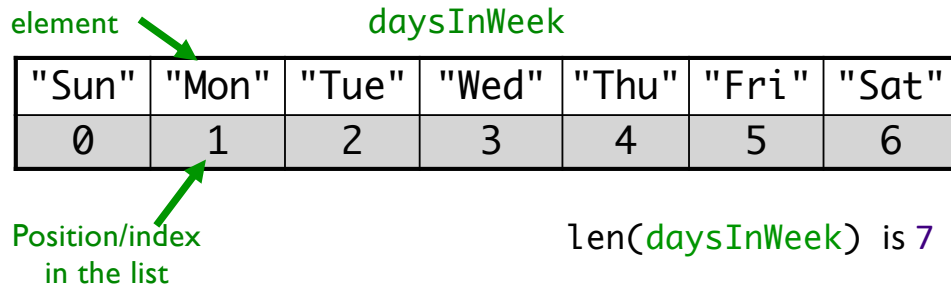 element daysInWeek
"Sun" "Mon" "Tue" "Wed" "Thu" "Fri" "Sat"
0 1 2 3 4 5 6
Position/index
in the list
len(daysInWeek) is 7